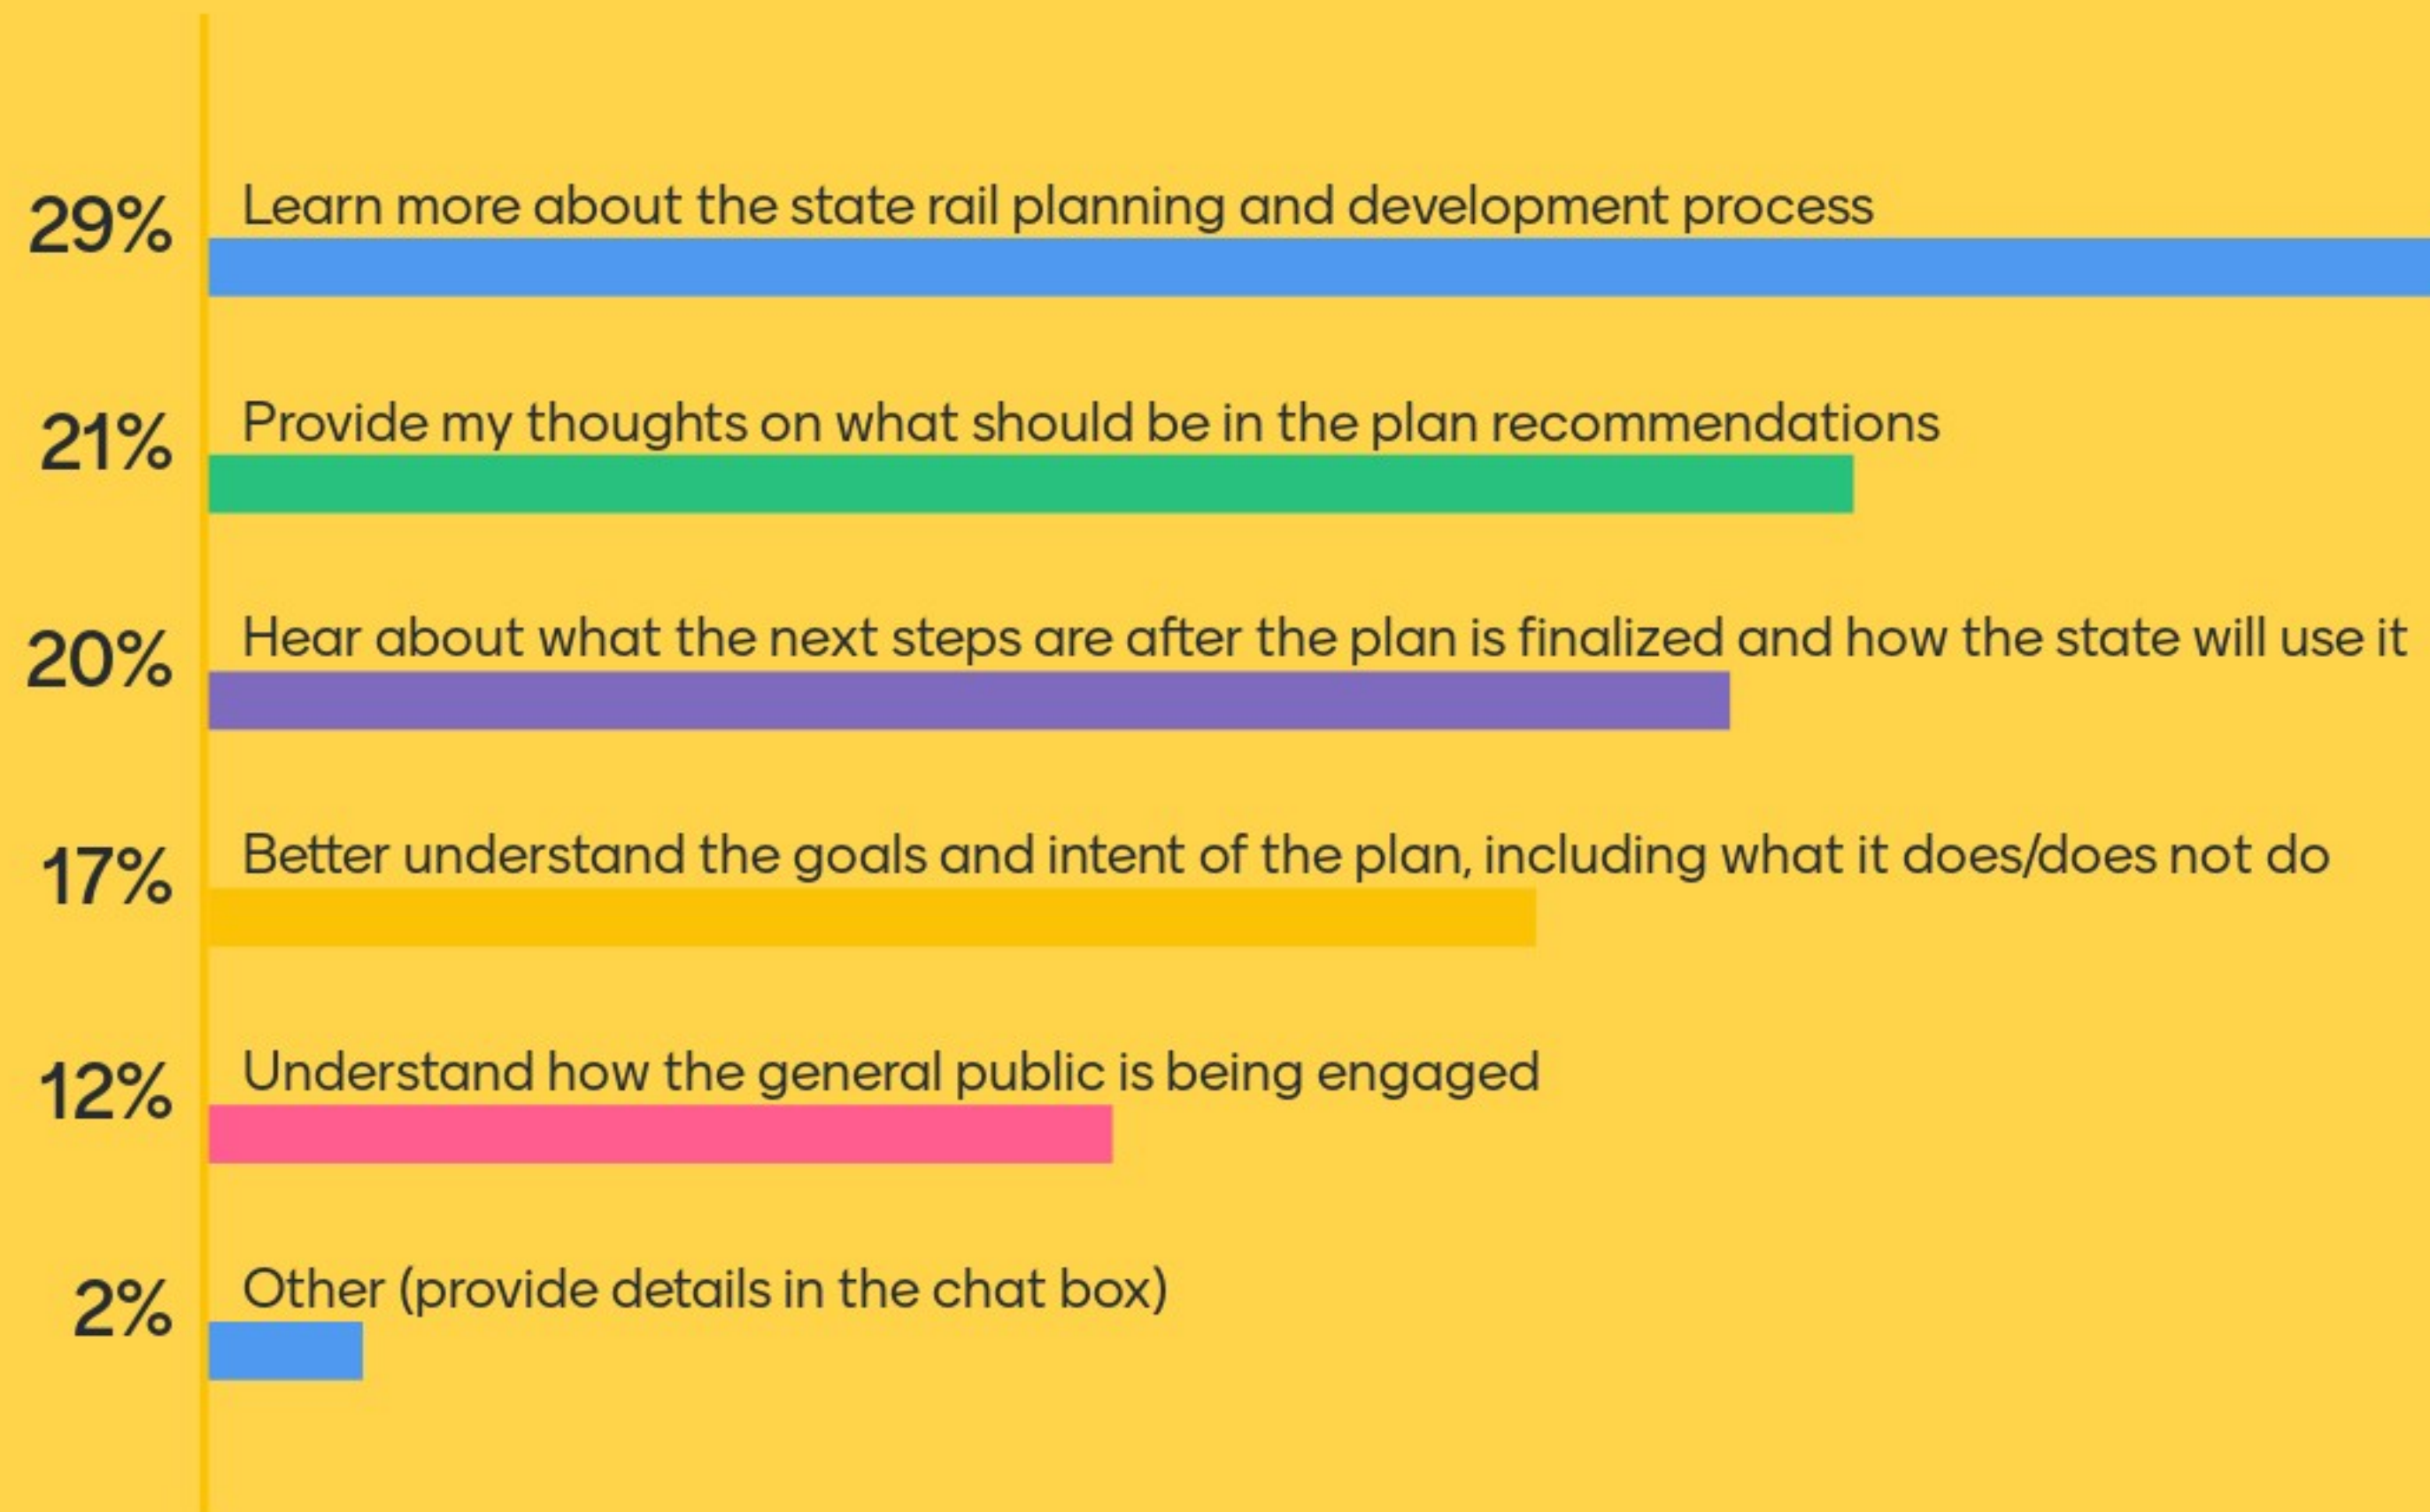 29%
Learn more about the state rail planning and development process
21%
Provide my thoughts on what should be in the plan recommendations
20%
Hear about what the next steps are after the plan is finalized and how the state will use it
17%
Better understand the goals and intent of the plan, including what it does/does not do
12%
Understand how the general public is being engaged
2%
Other (provide details in the chat box)